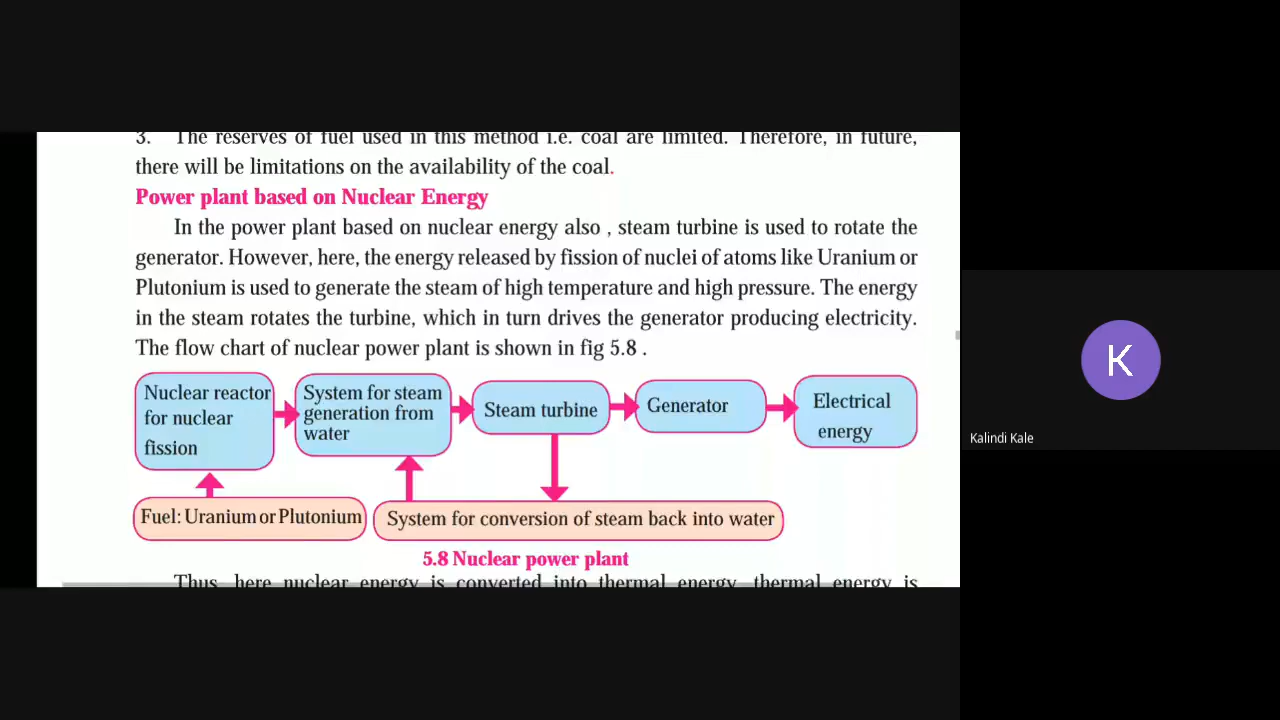 3. The reserves of fuel used in this method i.e. coal are limited. Therefore, in future,
there will be limitations on the availability of the coal.
Power plant based on Nuclear Energy
In the power plant based on nuclear energy also , steam turbine is used to rotate the
generator. However, here, the energy released by fission of nuclei of atoms like Uranium or
Plutonium is used to generate the steam of high temperature and high pressure. The energy
in the steam rotates the turbine, which in turn drives the generator producing electricity.
The flow chart of nuclear power plant is shown in fig 5.8 .
Nuclear reactor
for nuclear
fission
System for steam
generation from
water
Steam turbine
Generator
Electrical
energy
Fuel: Uranium or Plutonium
System for conversion of steam back into water
5.8 Nuclear power plant
Thus, here nuclear energy is converted into thermal energy, thermal energy is
K
Kalindi Kale